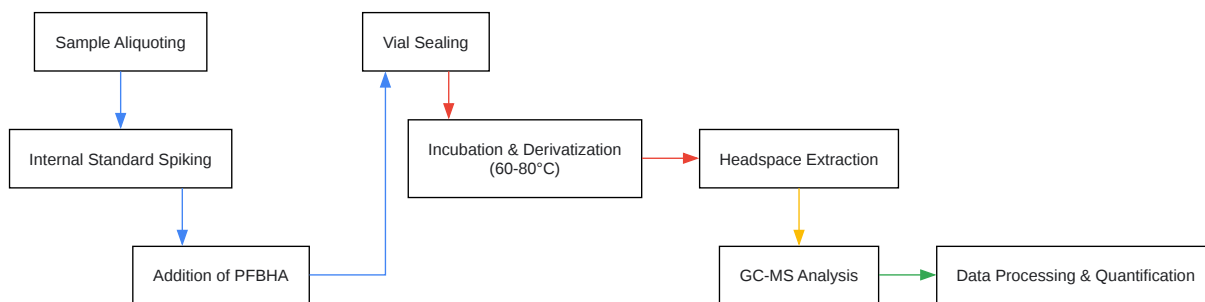 Sample Aliquoting
Internal Standard Spiking
Addition of PFBHA
Vial Sealing
Incubation & Derivatization
(60-80°C)
Headspace Extraction
GC-MS Analysis
Data Processing & Quantification